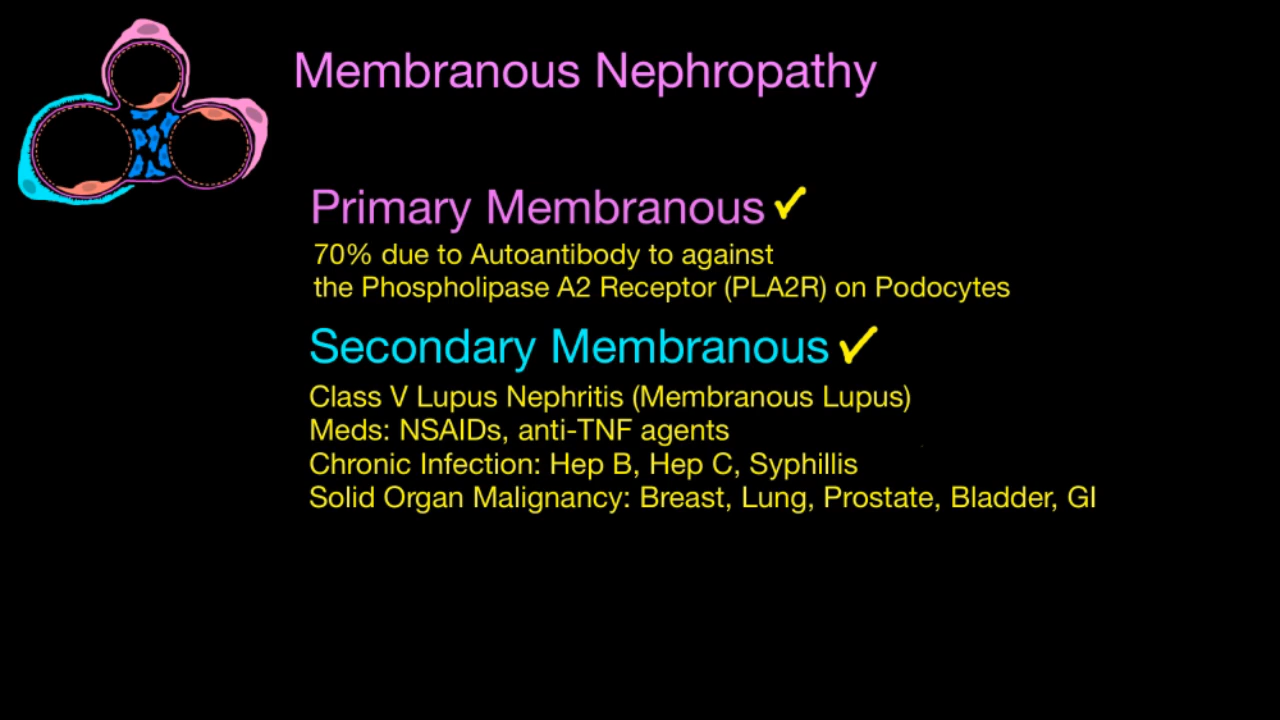 Membranous Nephropathy
Primary Membranous
70% due to Autoantibody to against
the Phospholipase A2 Receptor (PLA2R) on Podocytes
Secondary Membranous
Class V Lupus Nephritis (Membranous Lupus)
Meds: NSAIDs, anti-TNF agents
Chronic Infection: Hep B, Hep C, Syphillis
Solid Organ Malignancy: Breast, Lung, Prostate, Bladder, GI